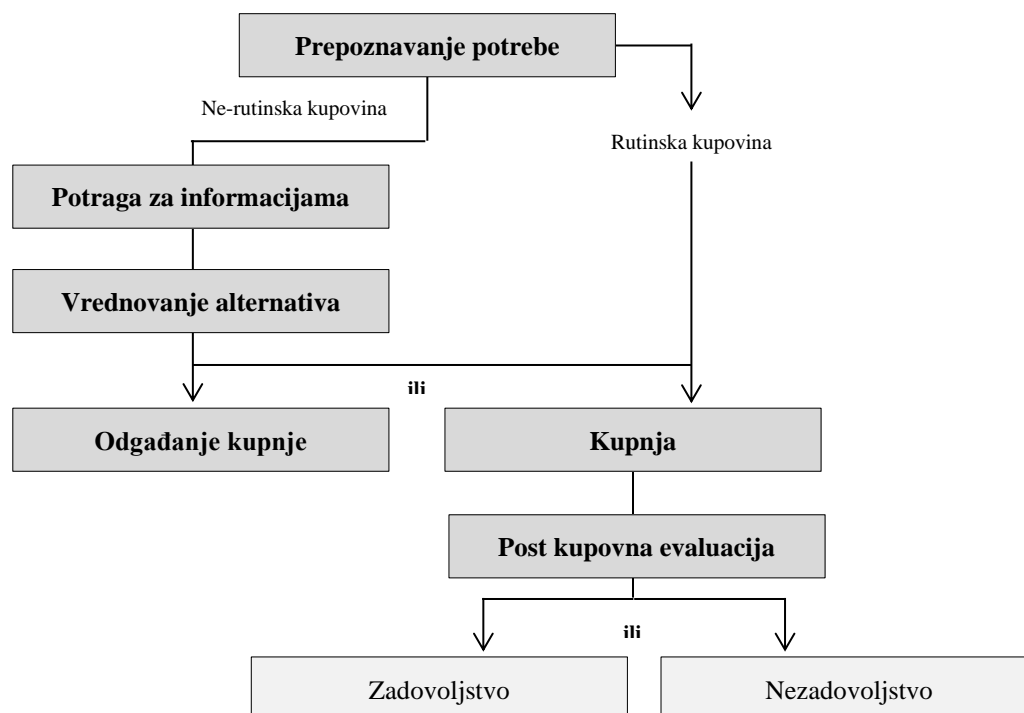 Prepoznavanje potrebe
Ne-rutinska kupovina
Rutinska kupovina
Potraga za informacijama
Vrednovanje alternativa
ili
Odgađanje kupnje
Kupnja
Post kupovna evaluacija
ili
Zadovoljstvo
Nezadovoljstvo